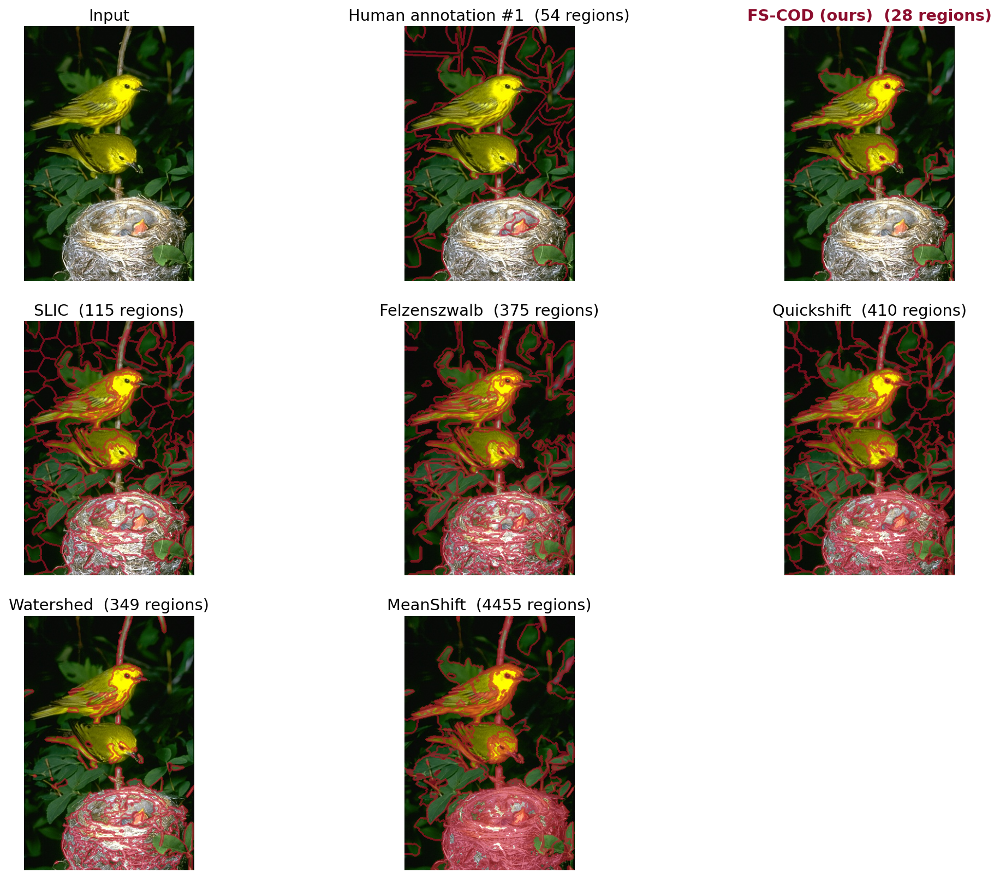 Input
Human annotation #1  (54 regions)
FS-COD (ours)  (28 regions)
SLIC  (115 regions)
Felzenszwalb  (375 regions)
Quickshift  (410 regions)
Watershed  (349 regions)
MeanShift  (4455 regions)